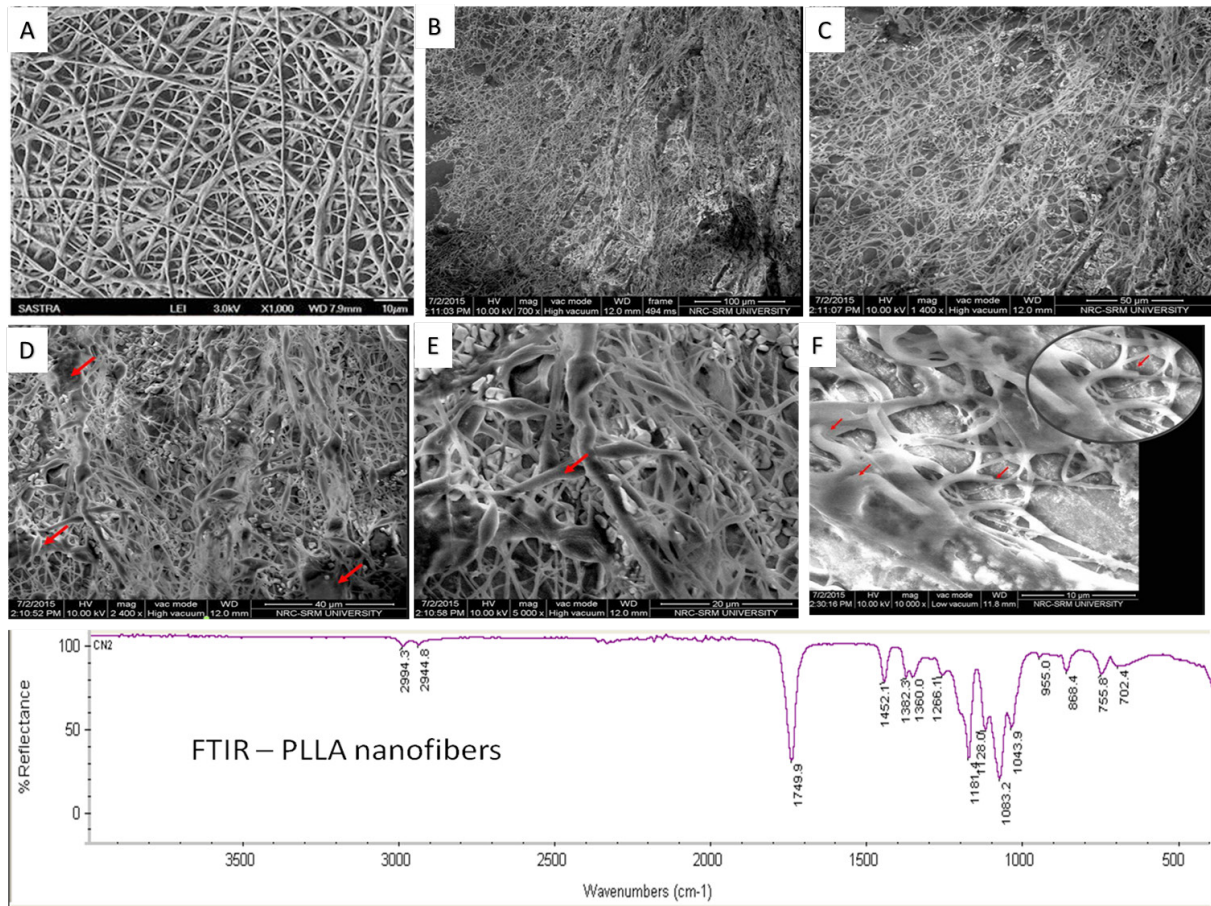 A
SASTRA LEI 3.0kV X1,000 WD 7.9mm 10µm
B
7/2/2015 HV mag vac mode WD frame 100 µm
2:11:03 PM 10.00 kV 700 x High vacuum 12.0 mm 494 ms NRC-SRM UNIVERSITY
C
7/2/2015 HV mag vac mode WD 50 µm
2:11:07 PM 10.00 kV 1 400 x High vacuum 12.0 mm NRC-SRM UNIVERSITY
D
7/2/2015 HV mag vac mode WD 40 µm
2:10:52 PM 10.00 kV 2 400 x High vacuum 12.0 mm NRC-SRM UNIVERSITY
E
7/2/2015 HV mag vac mode WD 20 µm
2:10:58 PM 10.00 kV 5 000 x High vacuum 12.0 mm NRC-SRM UNIVERSITY
F
7/2/2015 HV mag vac mode WD 10 µm
2:30:16 PM 10.00 kV 10 000 x Low vacuum 11.8 mm NRC-SRM UNIVERSITY
CN2
100
50
0
% Reflectance
FTIR – PLLA nanofibers
2994.3
2944.8
1749.9
1452.1
1382.3
1360.0
1266.1
1181.4
1128.0
1083.2
1043.9
955.0
868.4
755.8
702.4
3500 3000 2500 2000 1500 1000 500
Wavenumbers (cm-1)